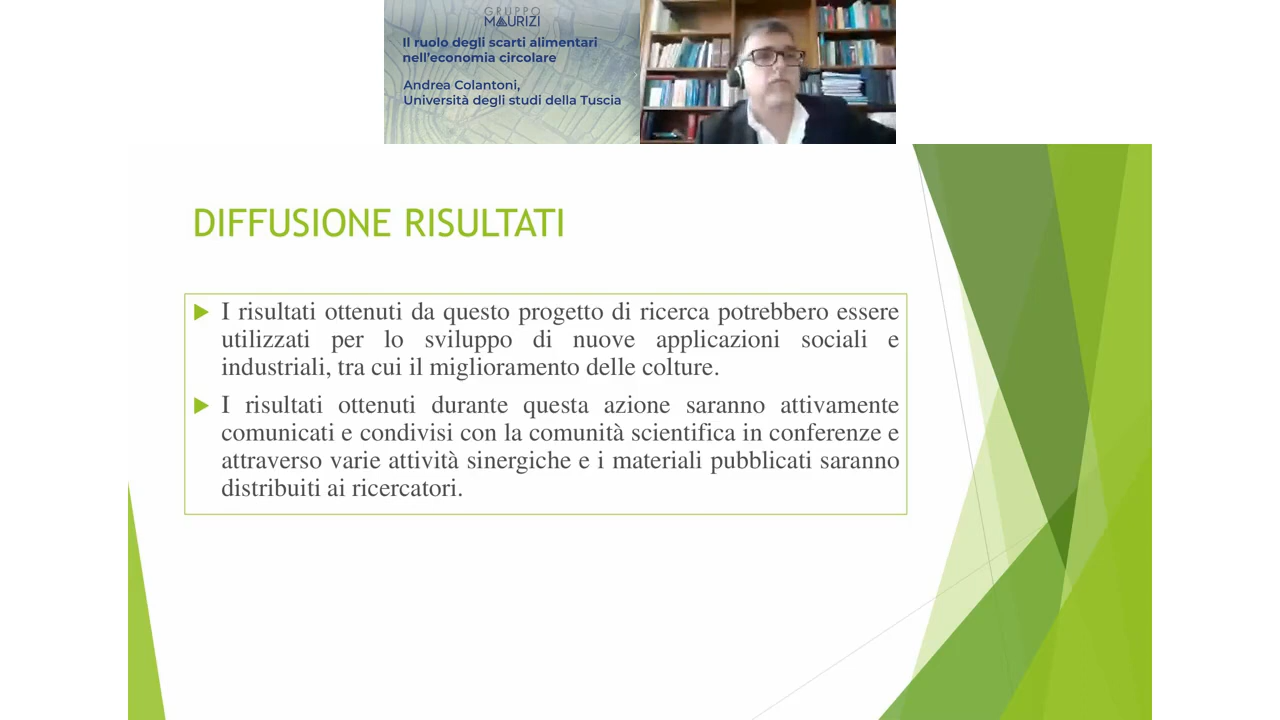 GRUPPO
MAURIZI
Il ruolo degli scarti alimentari
nell'economia circolare
Andrea Colantoni,
Università degli studi della Tuscia
DIFFUSIONE RISULTATI
I risultati ottenuti da questo progetto di ricerca potrebbero essere
utilizzati per lo sviluppo di nuove applicazioni sociali e
industriali, tra cui il miglioramento delle colture.
I risultati ottenuti durante questa azione saranno attivamente
comunicati e condivisi con la comunità scientifica in conferenze e
attraverso varie attività sinergiche e i materiali pubblicati saranno
distribuiti ai ricercatori.